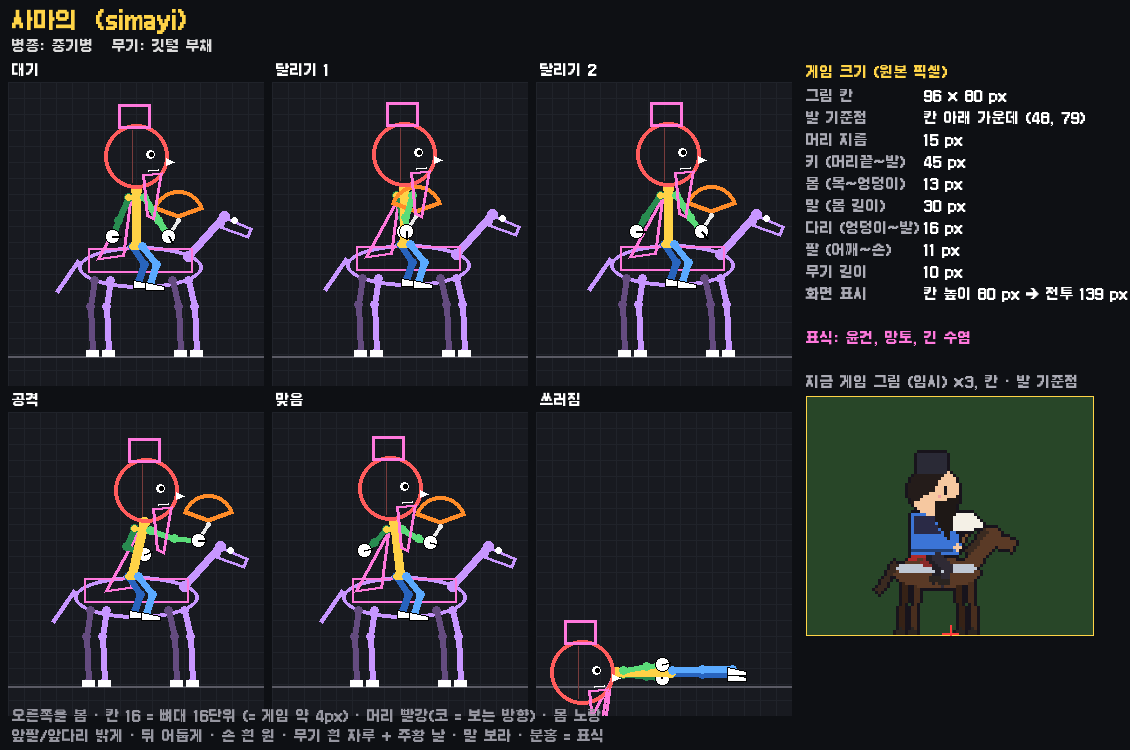 사마의 (simayi)
병종: 중기병 무기: 깃털 부채
대기
달리기 1
달리기 2
공격
맞음
쓰러짐
게임 크기 (원본 픽셀)
그림 칸 96 × 80 px
발 기준점 칸 아래 가운데 (48, 79)
머리 지름 15 px
키 (머리끝~발) 45 px
몸 (목~엉덩이) 13 px
말 (몸 길이) 30 px
다리 (엉덩이~발) 16 px
팔 (어깨~손) 11 px
무기 길이 10 px
화면 표시 칸 높이 80 px → 전투 139 px
표식: 윤건, 망토, 긴 수염
지금 게임 그림 (임시) ×3, 칸 · 발 기준점
오른쪽을 봄 · 칸 16 = 뼈대 16단위 (= 게임 약 4px) · 머리 빨강(코 = 보는 방향) · 몸 노랑
앞팔/앞다리 밝게 · 뒤 어둡게 · 손 흰 원 · 무기 흰 자루 + 주황 날 · 말 보라 · 분홍 = 표식